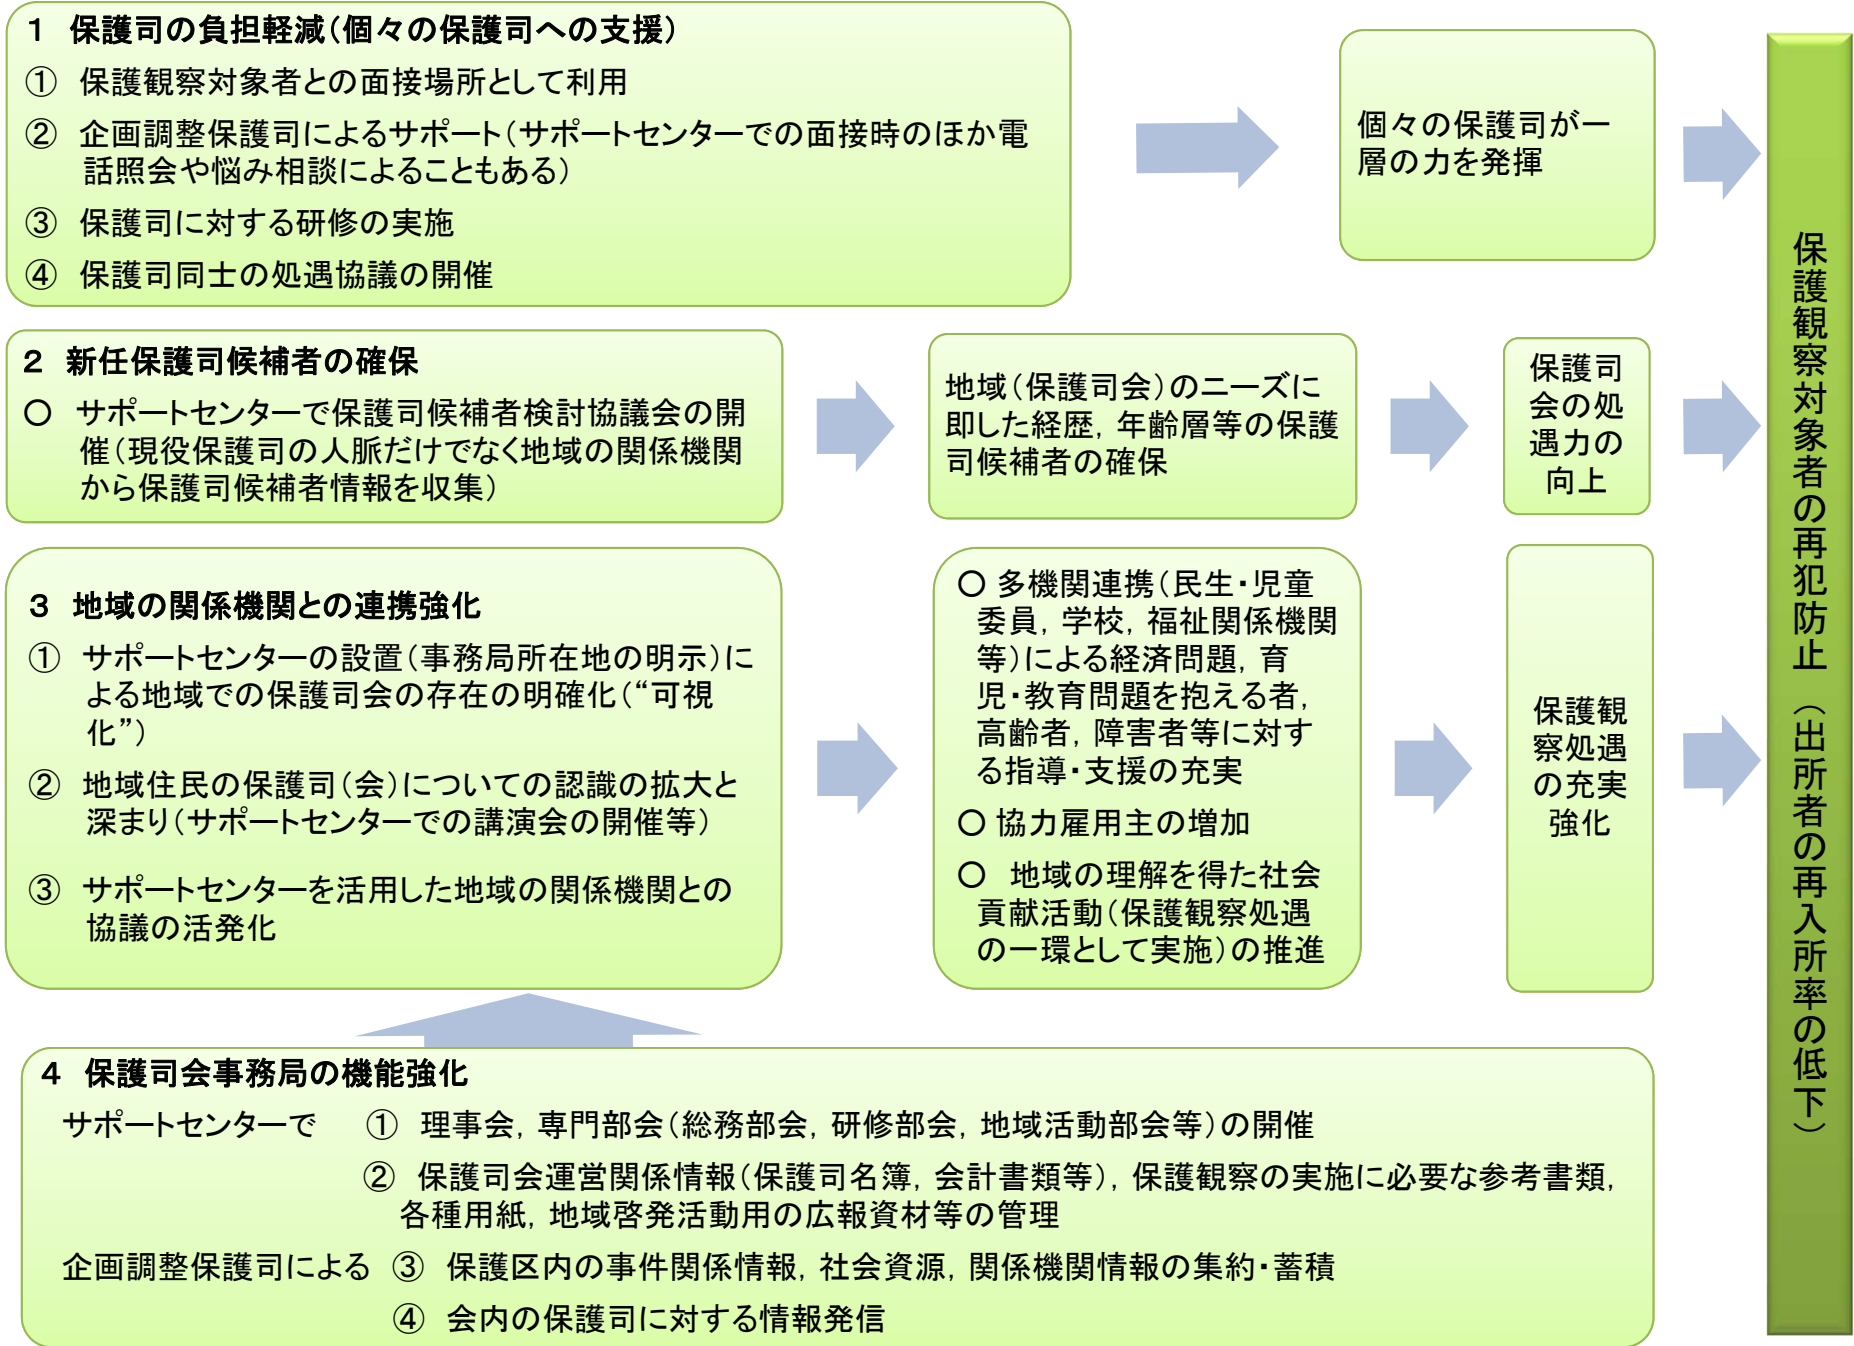 １　保護司の負担軽減（個々の保護司への支援）
①　保護観察対象者との面接場所として利用
②　企画調整保護司によるサポート（サポートセンターでの面接時のほか電
話照会や悩み相談によることもある）
③　保護司に対する研修の実施
④　保護司同士の処遇協議の開催
個々の保護司が一
層の力を発揮
２　新任保護司候補者の確保
○　サポートセンターで保護司候補者検討協議会の開
催（現役保護司の人脈だけでなく地域の関係機関
から保護司候補者情報を収集）
地域（保護司会）のニーズに
即した経歴，年齢層等の保護
司候補者の確保
保護司
会の処
遇力の
向上
３　地域の関係機関との連携強化
①　サポートセンターの設置（事務局所在地の明示）に
よる地域での保護司会の存在の明確化（“可視
化”）
②　地域住民の保護司（会）についての認識の拡大と
深まり（サポートセンターでの講演会の開催等）
③　サポートセンターを活用した地域の関係機関との
協議の活発化
○ 多機関連携（民生・児童
委員，学校，福祉関係機関
等）による経済問題，育
児・教育問題を抱える者，
高齢者，障害者等に対す
る指導・支援の充実
○ 協力雇用主の増加
○　地域の理解を得た社会
貢献活動（保護観察処遇
の一環として実施）の推進
保護観
察処遇
の充実
強化
４　保護司会事務局の機能強化
サポートセンターで　①　理事会，専門部会（総務部会，研修部会，地域活動部会等）の開催
②　保護司会運営関係情報（保護司名簿，会計書類等），保護観察の実施に必要な参考書類，
各種用紙，地域啓発活動用の広報資材等の管理
企画調整保護司による　③　保護区内の事件関係情報，社会資源，関係機関情報の集約・蓄積
④　会内の保護司に対する情報発信
保護観察対象者の再犯防止（出所者の再入所率の低下）